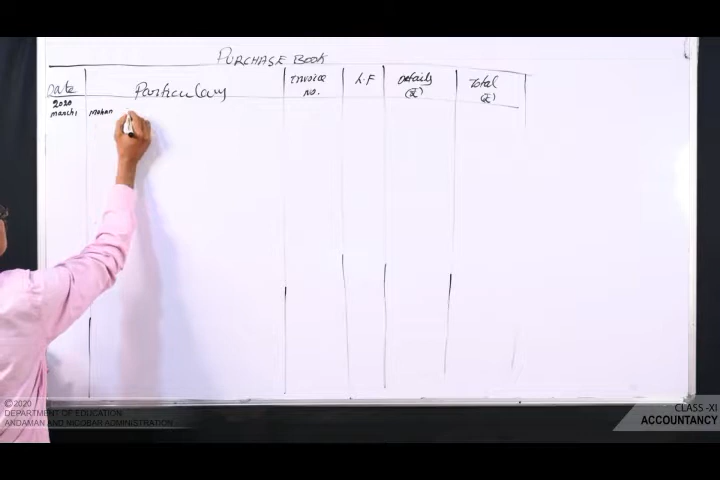 PURCHASE BOOK
Date Particulars Invoice No. L.F Details (₹) Total (₹)
2020
march 1 Mohan
©2020
DEPARTMENT OF EDUCATION
ANDAMAN AND NICOBAR ADMINISTRATION
CLASS -XI
ACCOUNTANCY